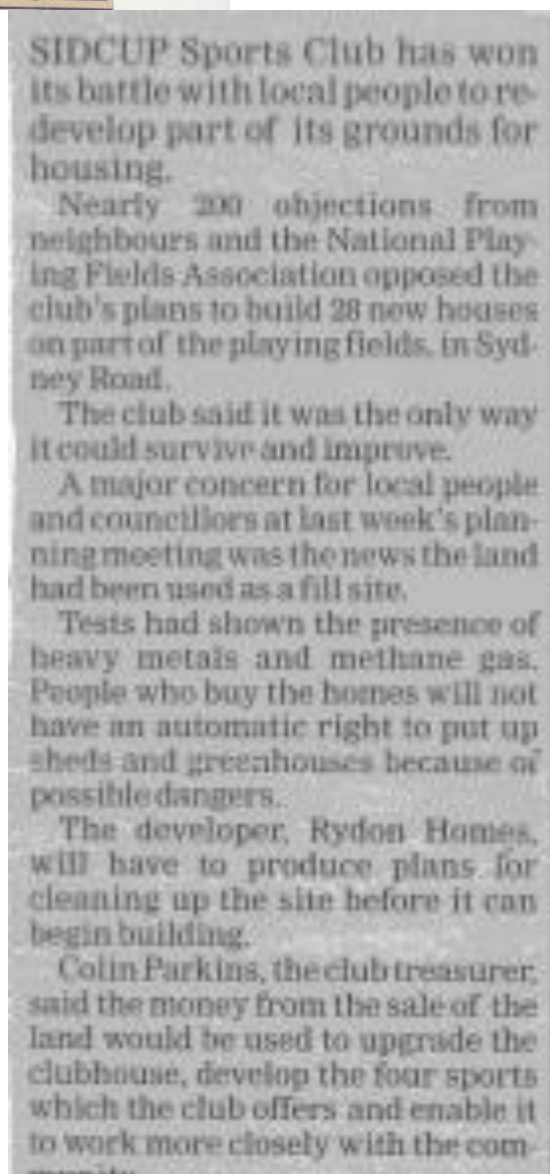 SIDCUP Sports Club has won
its battle with local people to re-
develop part of its grounds for
housing.
Nearly 200 objections from
neighbours and the National Play-
ing Fields Association opposed the
club's plans to build 28 new houses
on part of the playing fields, in Syd-
ney Road.
The club said it was the only way
it could survive and improve.
A major concern for local people
and councillors at last week's plan-
ning meeting was the news the land
had been used as a fill site.
Tests had shown the presence of
heavy metals and methane gas.
People who buy the homes will not
have an automatic right to put up
sheds and greenhouses because of
possible dangers.
The developer, Rydon Homes,
will have to produce plans for
cleaning up the site before it can
begin building.
Colin Parkins, the club treasurer,
said the money from the sale of the
land would be used to upgrade the
clubhouse, develop the four sports
which the club offers and enable it
to work more closely with the com-